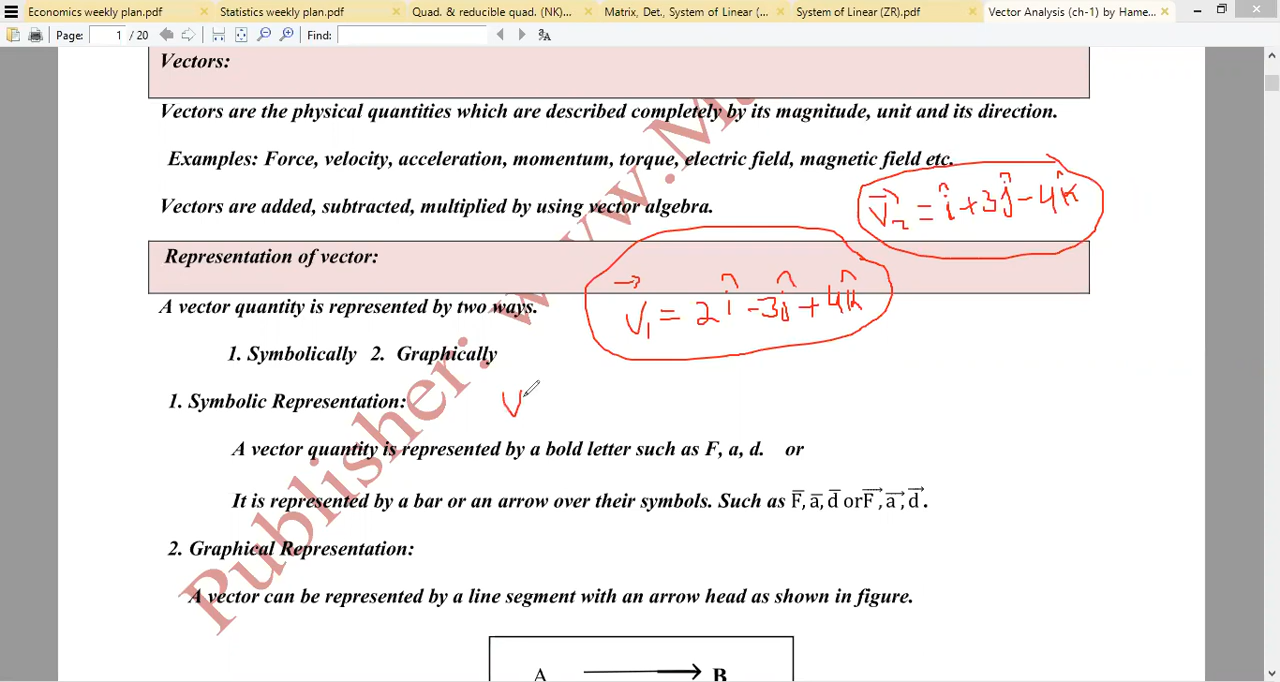 Economics weekly plan.pdf Statistics weekly plan.pdf Quad. & reducible quad. (NK)... Matrix, Det., System of Linear (... System of Linear (ZR).pdf Vector Analysis (ch-1) by Hame...
Page: 1 / 20 Find:
Vectors:
Vectors are the physical quantities which are described completely by its magnitude, unit and its direction.
Examples: Force, velocity, acceleration, momentum, torque, electric field, magnetic field etc.
Vectors are added, subtracted, multiplied by using vector algebra.
V⃗₂ = î + 3ĵ − 4k̂
Representation of vector:
A vector quantity is represented by two ways.
V⃗₁ = 2î − 3ĵ + 4k̂
1. Symbolically 2. Graphically
1. Symbolic Representation:
V
A vector quantity is represented by a bold letter such as F, a, d. or
It is represented by a bar or an arrow over their symbols. Such as F̅, a̅, d̅ orF⃗ ,a⃗ ,d⃗.
2. Graphical Representation:
A vector can be represented by a line segment with an arrow head as shown in figure.
A B
Publisher: www.M